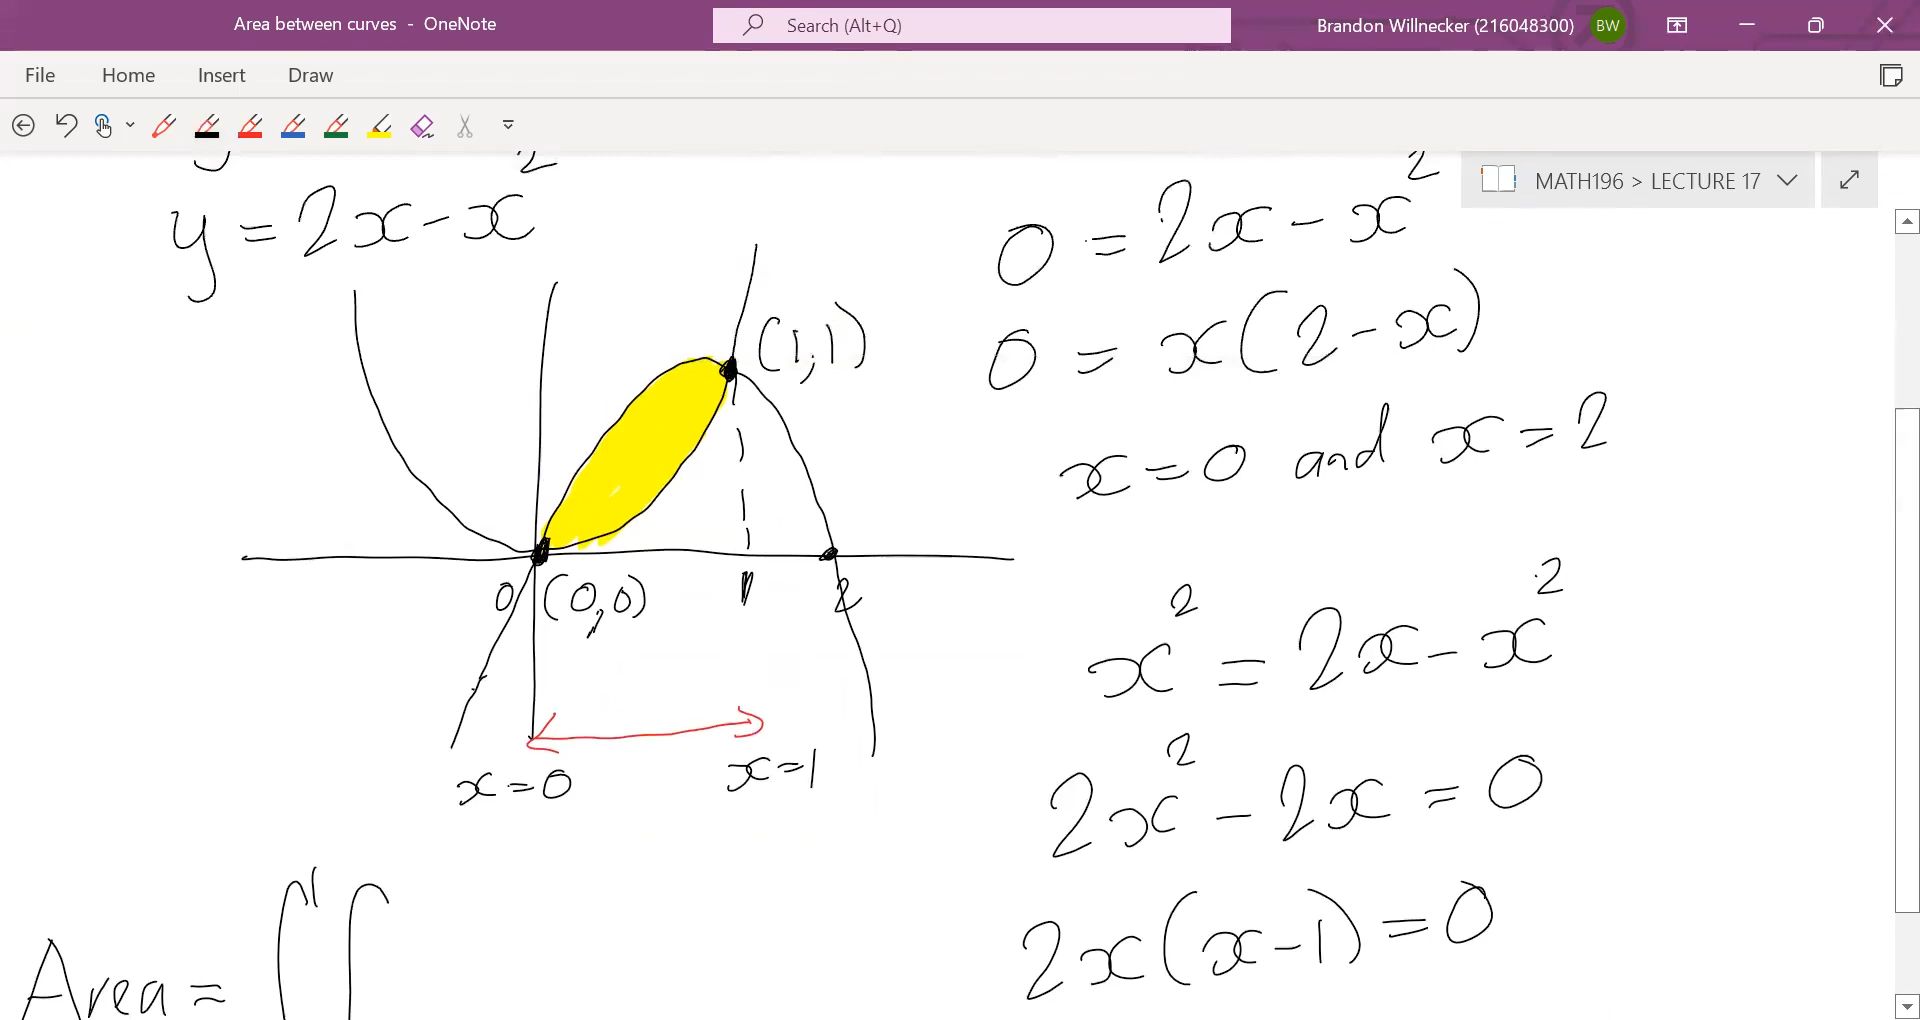 Area between curves - OneNote
Search (Alt+Q)
Brandon Willnecker (216048300) BW
File Home Insert Draw
MATH196 > LECTURE 17
y = 2x - x²
(1,1)
0 (0,0) 1 2
x = 0 x = 1
Area = ∫
0 = 2x - x²
0 = x(2 - x)
x = 0 and x = 2
x² = 2x - x²
2x² - 2x = 0
2x(x - 1) = 0